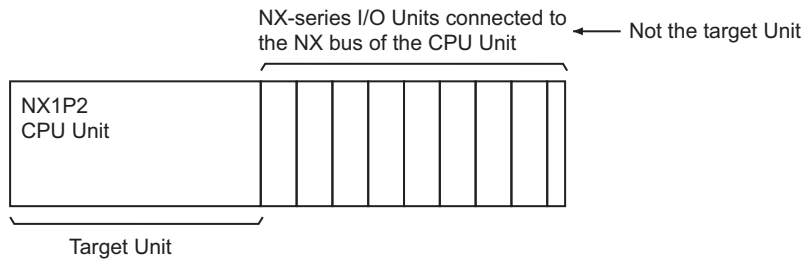 NX-series I/O Units connected to
the NX bus of the CPU Unit
Not the target Unit
NX1P2
CPU Unit
Target Unit